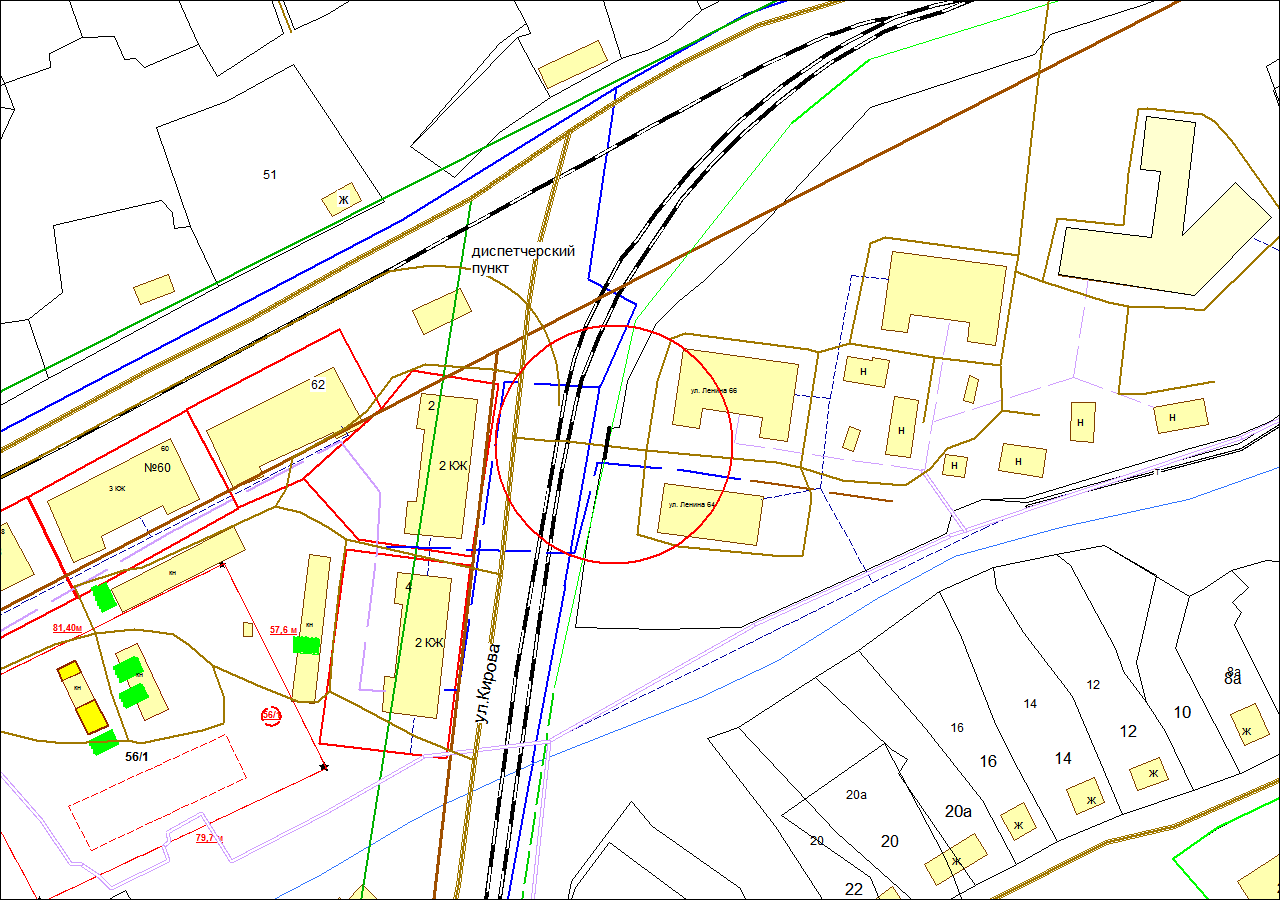 51
Ж
диспетчерский
пункт
62
2
60
№60
3 КЖ
2 КЖ
ул. Ленина 66
ул. Ленина 64
Н
Н
Н
Н
Н
Н
кн
81,40м
57,6 м
кн
4
2 КЖ
кн
кн
56/1
56/1
79,7 м
ул.Кирова
т
8а
8а
12
14
16
10
12
14
16
Ж
Ж
Ж
Ж
20а
20а
20
20
Ж
22